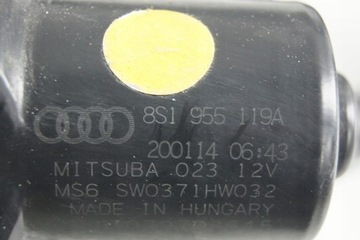 8S1 955 119A
200114 06:43
MITSUBA 023 12V
MS6 SW0371HW032
MADE IN HUNGARY